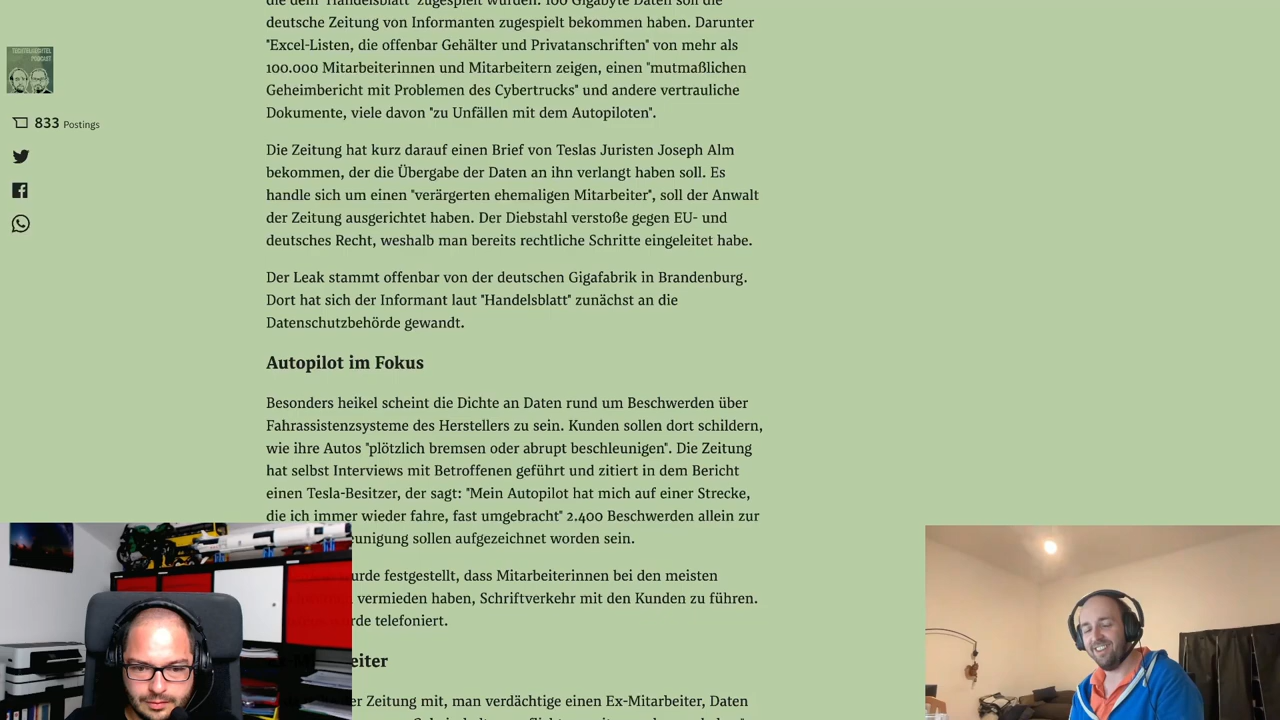 die dem "Handelsblatt" zugespielt wurden. 100 Gigabyte Daten soll die
deutsche Zeitung von Informanten zugespielt bekommen haben. Darunter
"Excel-Listen, die offenbar Gehälter und Privatanschriften" von mehr als
100.000 Mitarbeiterinnen und Mitarbeitern zeigen, einen "mutmaßlichen
Geheimbericht mit Problemen des Cybertrucks" und andere vertrauliche
Dokumente, viele davon "zu Unfällen mit dem Autopiloten".
PODCAST
833 Postings
Die Zeitung hat kurz darauf einen Brief von Teslas Juristen Joseph Alm
bekommen, der die Übergabe der Daten an ihn verlangt haben soll. Es
handle sich um einen "verärgerten ehemaligen Mitarbeiter", soll der Anwalt
der Zeitung ausgerichtet haben. Der Diebstahl verstoße gegen EU- und
deutsches Recht, weshalb man bereits rechtliche Schritte eingeleitet habe.
Der Leak stammt offenbar von der deutschen Gigafabrik in Brandenburg.
Dort hat sich der Informant laut "Handelsblatt" zunächst an die
Datenschutzbehörde gewandt.
Autopilot im Fokus
Besonders heikel scheint die Dichte an Daten rund um Beschwerden über
Fahrassistenzsysteme des Herstellers zu sein. Kunden sollen dort schildern,
wie ihre Autos "plötzlich bremsen oder abrupt beschleunigen". Die Zeitung
hat selbst Interviews mit Betroffenen geführt und zitiert in dem Bericht
einen Tesla-Besitzer, der sagt: "Mein Autopilot hat mich auf einer Strecke,
die ich immer wieder fahre, fast umgebracht" 2.400 Beschwerden allein zur
unigung sollen aufgezeichnet worden sein.
urde festgestellt, dass Mitarbeiterinnen bei den meisten
vermieden haben, Schriftverkehr mit den Kunden zu führen.
rde telefoniert.
eiter
er Zeitung mit, man verdächtige einen Ex-Mitarbeiter, Daten